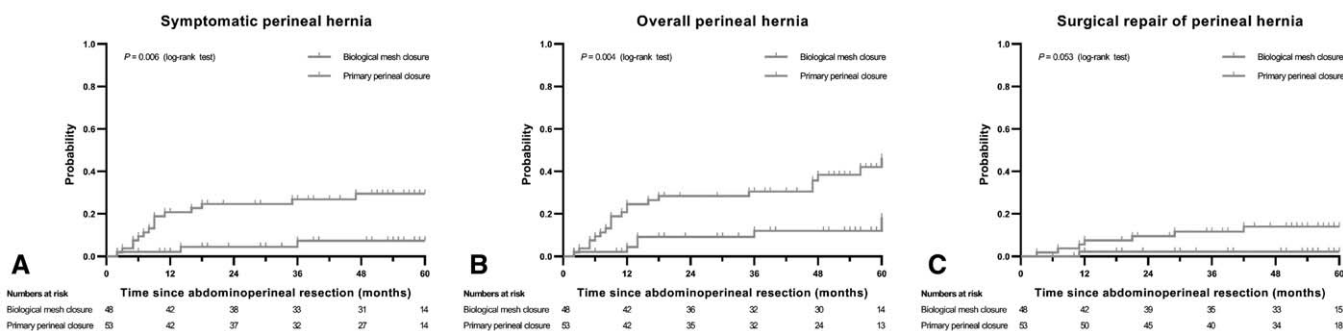 Symptomatic perineal hernia
P = 0.006 (log-rank test)
Biological mesh closure
Primary perineal closure
Probability
1.0
0.8
0.6
0.4
0.2
0.0
0 12 24 36 48 60
A
Time since abdominoperineal resection (months)
Numbers at risk
Biological mesh closure 48 42 38 33 31 14
Primary perineal closure 53 42 37 32 27 14
Overall perineal hernia
P = 0.004 (log-rank test)
Biological mesh closure
Primary perineal closure
Probability
1.0
0.8
0.6
0.4
0.2
0.0
0 12 24 36 48 60
B
Time since abdominoperineal resection (months)
Numbers at risk
Biological mesh closure 48 42 36 32 30 14
Primary perineal closure 53 42 35 32 24 13
Surgical repair of perineal hernia
P = 0.053 (log-rank test)
Biological mesh closure
Primary perineal closure
Probability
1.0
0.8
0.6
0.4
0.2
0.0
0 12 24 36 48 60
C
Time since abdominoperineal resection (months)
Numbers at risk
Biological mesh closure 48 42 39 35 33 15
Primary perineal closure 53 50 45 40 34 18